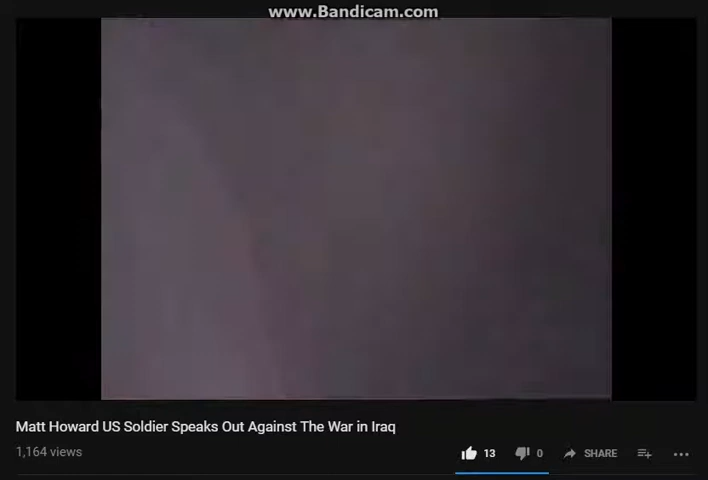 www.Bandicam.com
Matt Howard US Soldier Speaks Out Against The War in Iraq
1,164 views
13
0
SHARE